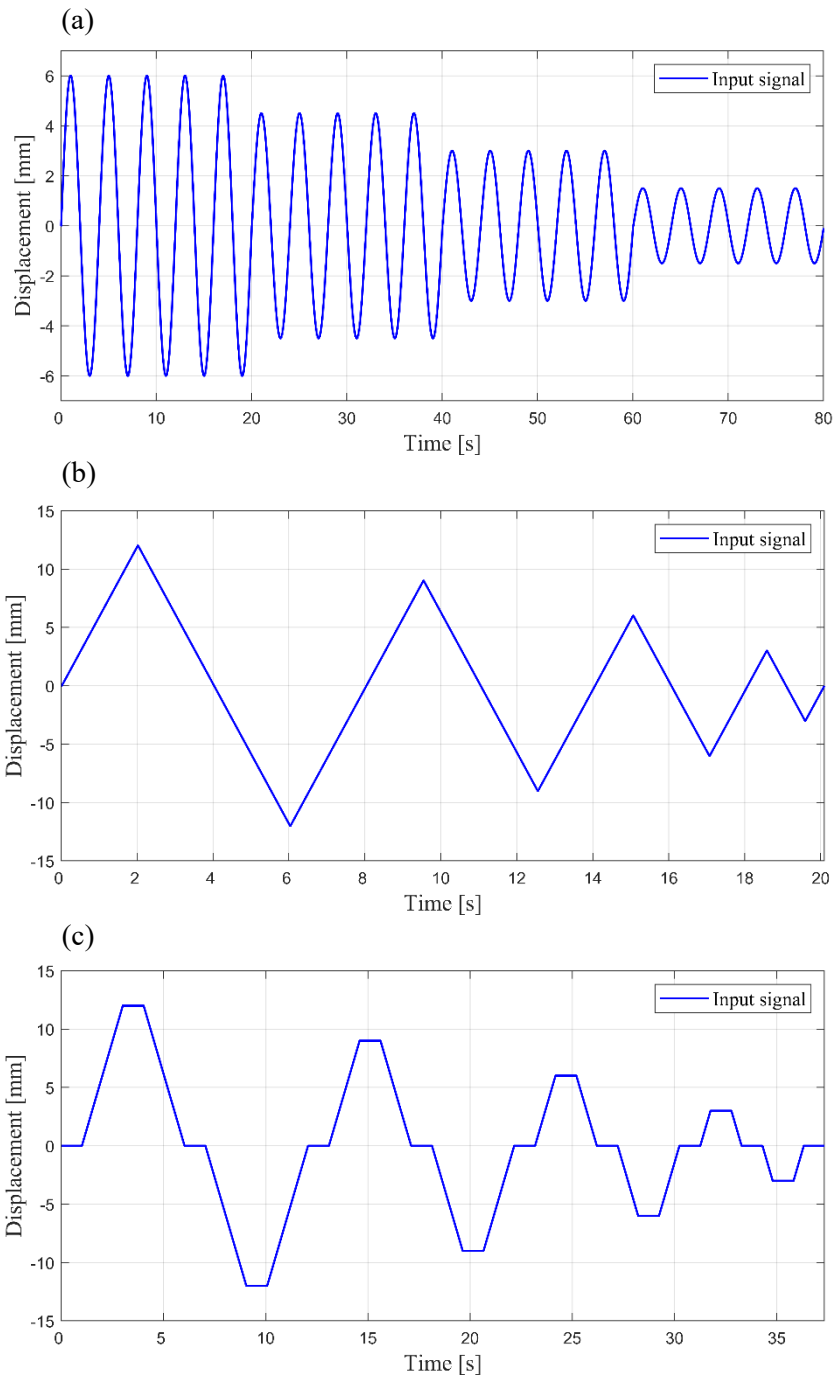 (a)
6
4
2
0
-2
-4
-6
Displacement [mm]
Input signal
0 10 20 30 40 50 60 70 80
Time [s]
(b)
15
10
5
0
-5
-10
-15
Displacement [mm]
Input signal
0 2 4 6 8 10 12 14 16 18 20
Time [s]
(c)
15
10
5
0
-5
-10
-15
Displacement [mm]
Input signal
0 5 10 15 20 25 30 35
Time [s]